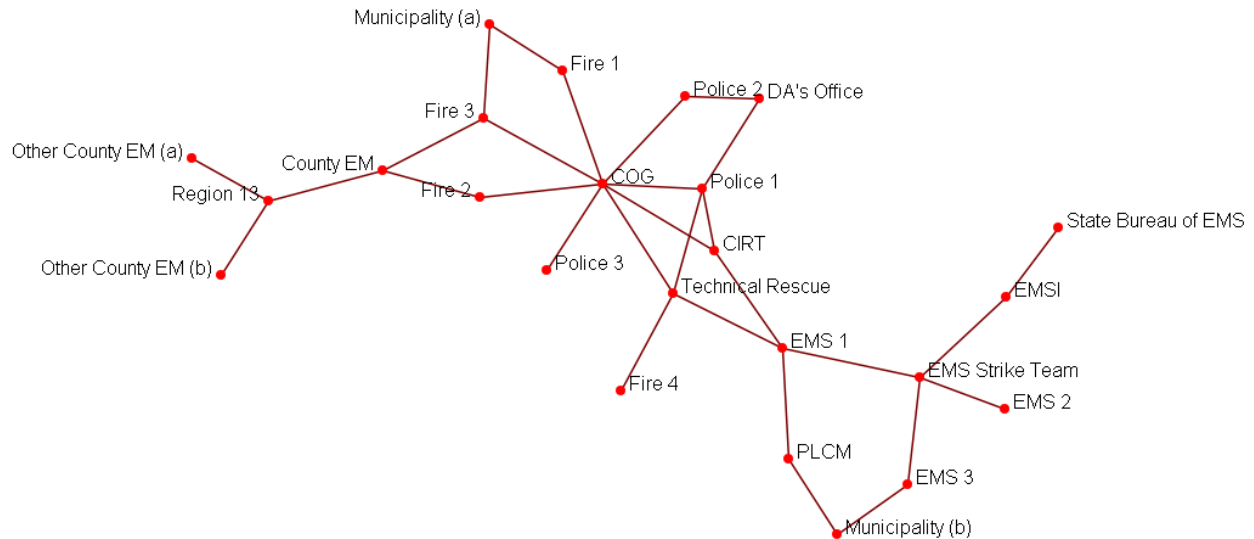 Municipality (a)
Fire 1
Police 2
DA's Office
Fire 3
Other County EM (a)
County EM
COG
Police 1
Region 13
Fire 2
State Bureau of EMS
CIRT
Other County EM (b)
Police 3
Technical Rescue
EMSI
EMS 1
EMS Strike Team
Fire 4
EMS 2
PLCM
EMS 3
Municipality (b)